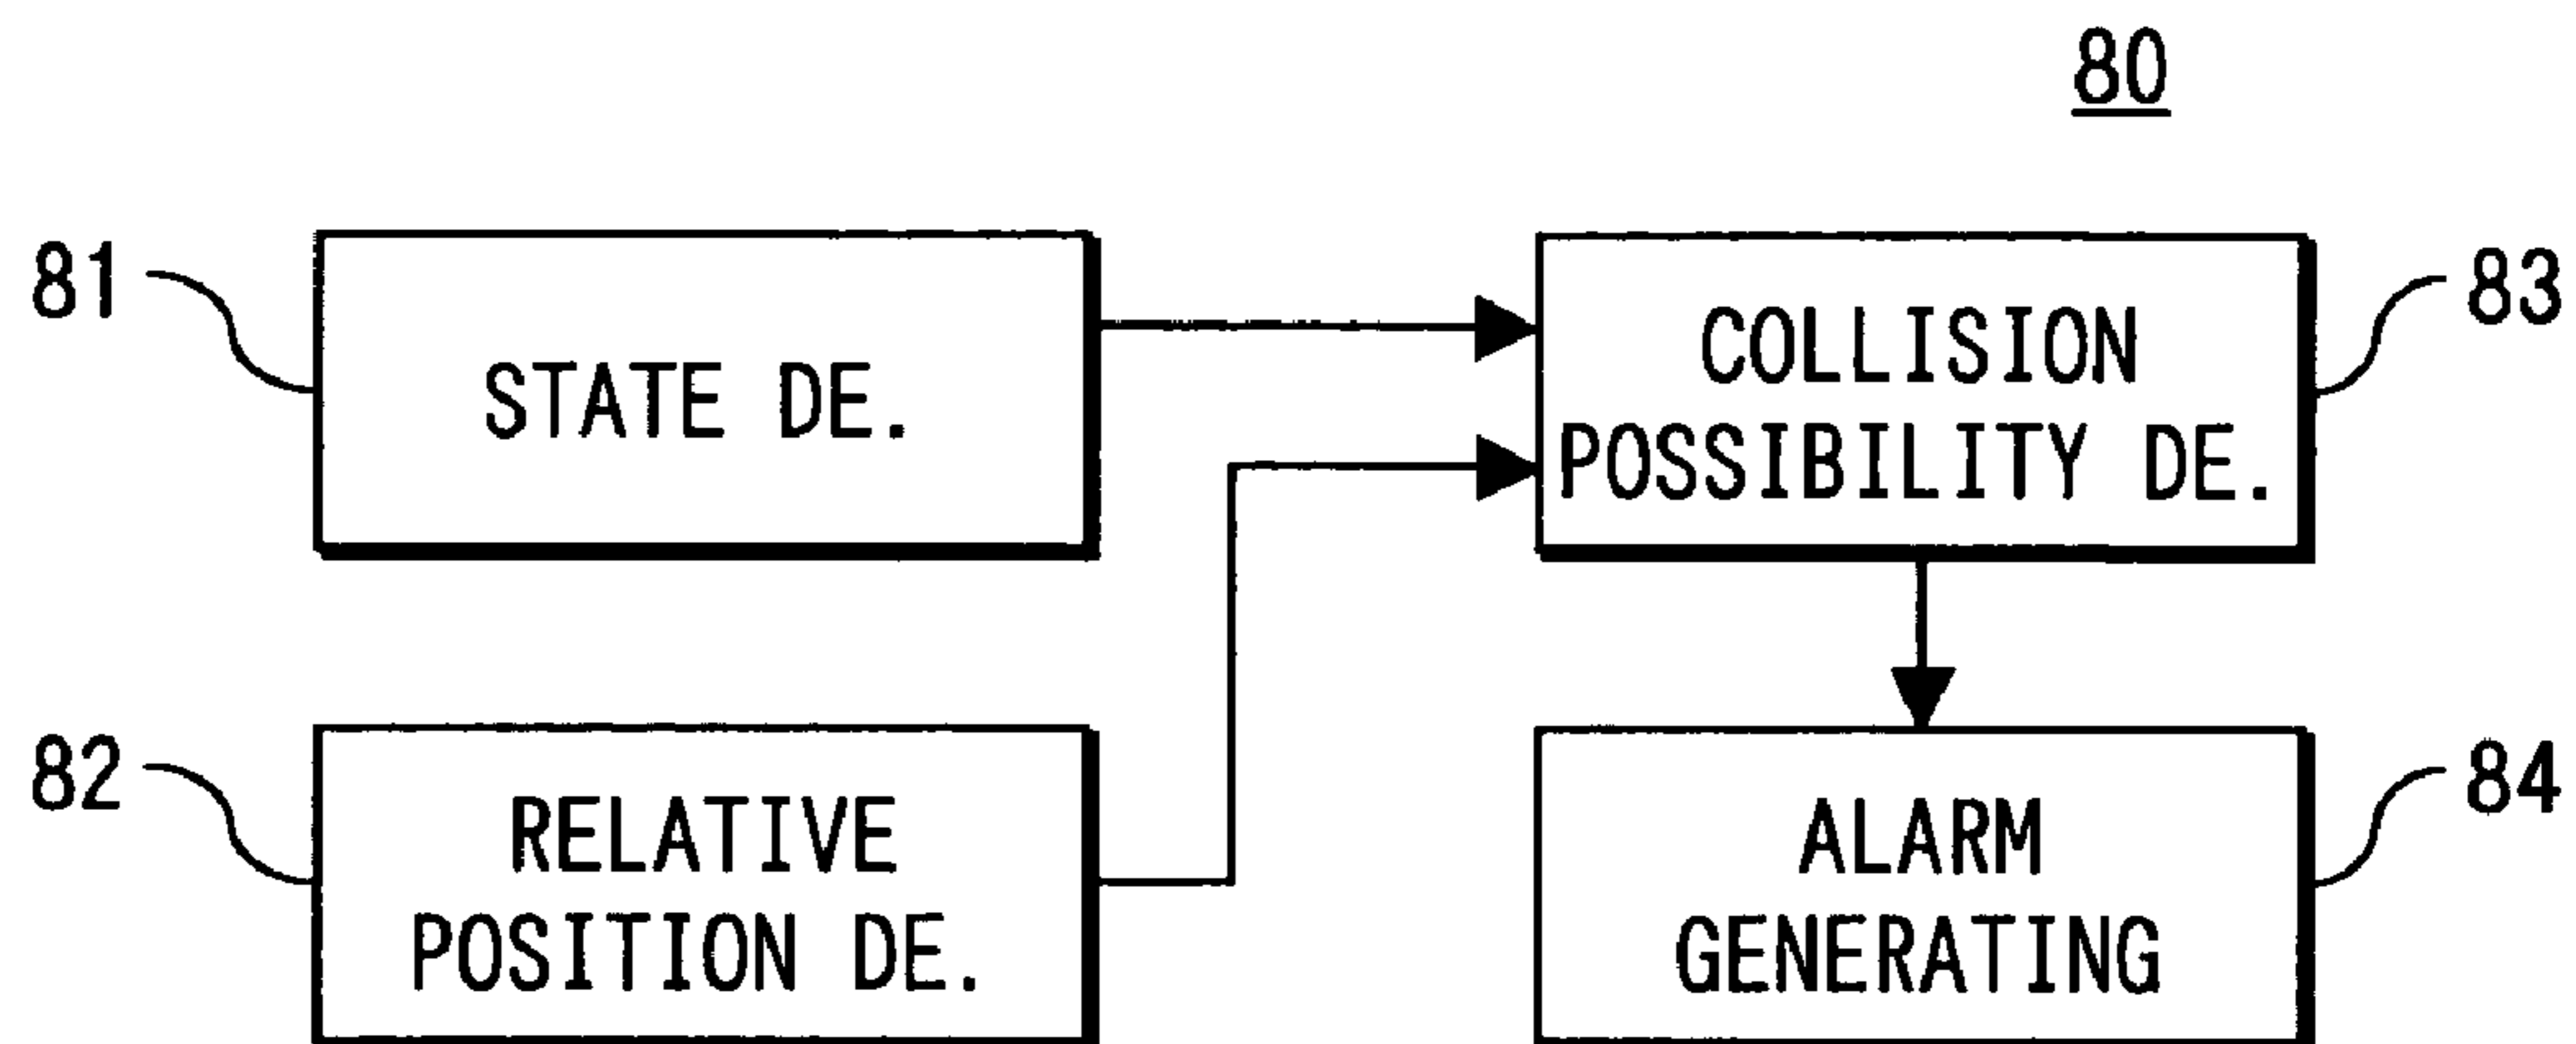 80
81
STATE DE.
COLLISION
POSSIBILITY DE.
83
82
RELATIVE
POSITION DE.
ALARM
GENERATING
84